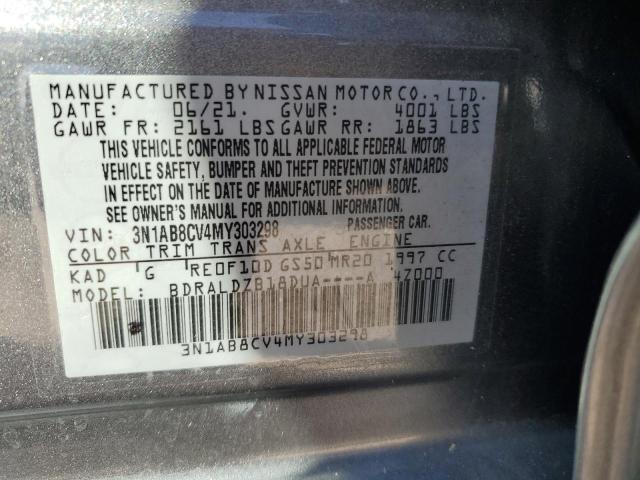 MANUFACTURED BY NISSAN MOTOR CO., LTD.
DATE: 06/21. GVWR: 4001 LBS
GAWR FR: 2161 LBS GAWR RR: 1863 LBS
THIS VEHICLE CONFORMS TO ALL APPLICABLE FEDERAL MOTOR
VEHICLE SAFETY, BUMPER AND THEFT PREVENTION STANDARDS
IN EFFECT ON THE DATE OF MANUFACTURE SHOWN ABOVE.
SEE OWNER'S MANUAL FOR ADDITIONAL INFORMATION.
VIN: 3N1AB8CV4MY303298 PASSENGER CAR.
COLOR TRIM TRANS AXLE ENGINE
KAD G RE0F10D GS50 MR20 1997 CC
MODEL: BDRALDZB18DUA----A 4Z000
3N1AB8CV4MY303298